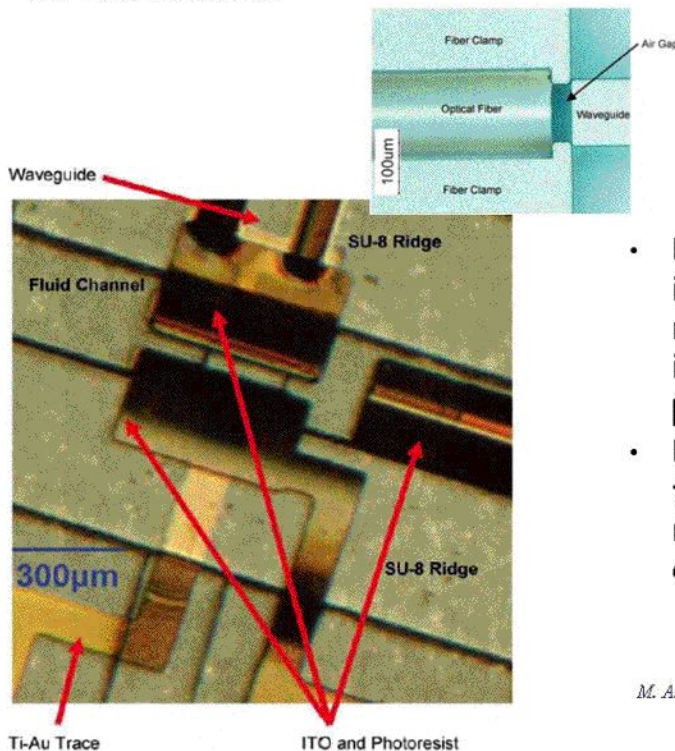 Fiber Clamp
Air Gap
Optical Fiber
Waveguide
100um
Fiber Clamp
Waveguide
SU-8 Ridge
Fluid Channel
300µm
SU-8 Ridge
M. A
Ti-Au Trace
ITO and Photoresist